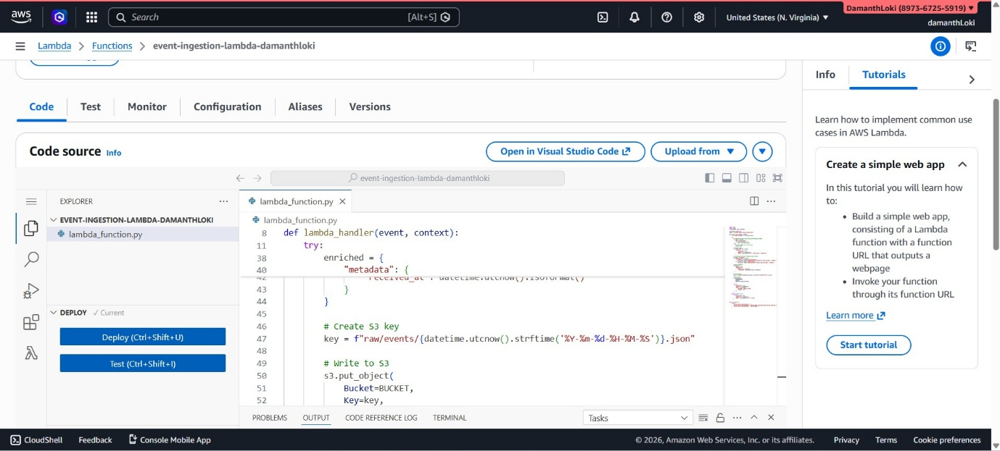 aws
Search [Alt+S]
United States (N. Virginia) ▼
DamanthLoki (8973-6725-5919) ▼
damanthLoki
Lambda > Functions > event-ingestion-lambda-damanthloki
Code Test Monitor Configuration Aliases Versions
Code source Info
Open in Visual Studio Code
Upload from ▼
event-ingestion-lambda-damanthloki
EXPLORER
EVENT-INGESTION-LAMBDA-DAMANTHLOKI
lambda_function.py
DEPLOY ✓ Current
Deploy (Ctrl+Shift+U)
Test (Ctrl+Shift+I)
lambda_function.py
lambda_function.py
8 def lambda_handler(event, context):
11 try:
38 enriched = {
40 "metadata": {
42 "received_at": datetime.utcnow().isoformat()
43 }
44 }
45
46 # Create S3 key
47 key = f"raw/events/{datetime.utcnow().strftime('%Y-%m-%d-%H-%M-%S')}.json"
48
49 # Write to S3
50 s3.put_object(
51 Bucket=BUCKET,
52 Key=key,
PROBLEMS OUTPUT CODE REFERENCE LOG TERMINAL
Tasks
Info Tutorials
Learn how to implement common use
cases in AWS Lambda.
Create a simple web app
In this tutorial you will learn how
to:
• Build a simple web app,
consisting of a Lambda
function with a function
URL that outputs a
webpage
• Invoke your function
through its function URL
Learn more
Start tutorial
CloudShell Feedback Console Mobile App
© 2026, Amazon Web Services, Inc. or its affiliates. Privacy Terms Cookie preferences